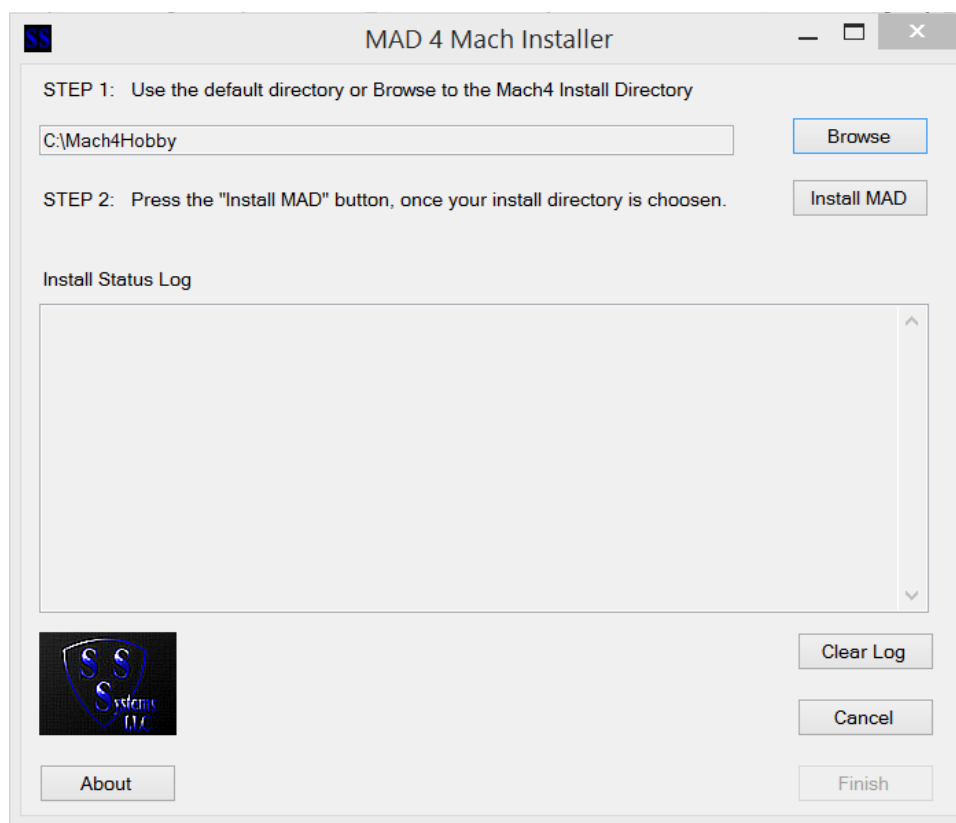 SS
MAD 4 Mach Installer
STEP 1: Use the default directory or Browse to the Mach4 Install Directory
C:\Mach4Hobby
Browse
STEP 2: Press the "Install MAD" button, once your install directory is choosen.
Install MAD
Install Status Log
S S
Systems
LLC
Clear Log
Cancel
About
Finish